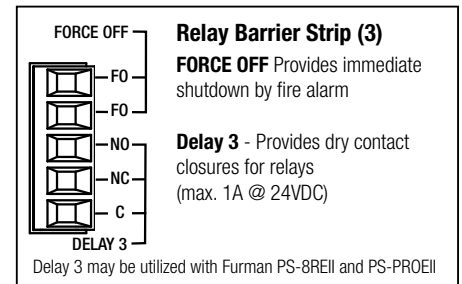 FORCE OFF
FO
FO
NO
NC
C
DELAY 3
Relay Barrier Strip (3)
FORCE OFF Provides immediate
shutdown by fire alarm
Delay 3 - Provides dry contact
closures for relays
(max. 1A @ 24VDC)
Delay 3 may be utilized with Furman PS-8REII and PS-PROEII